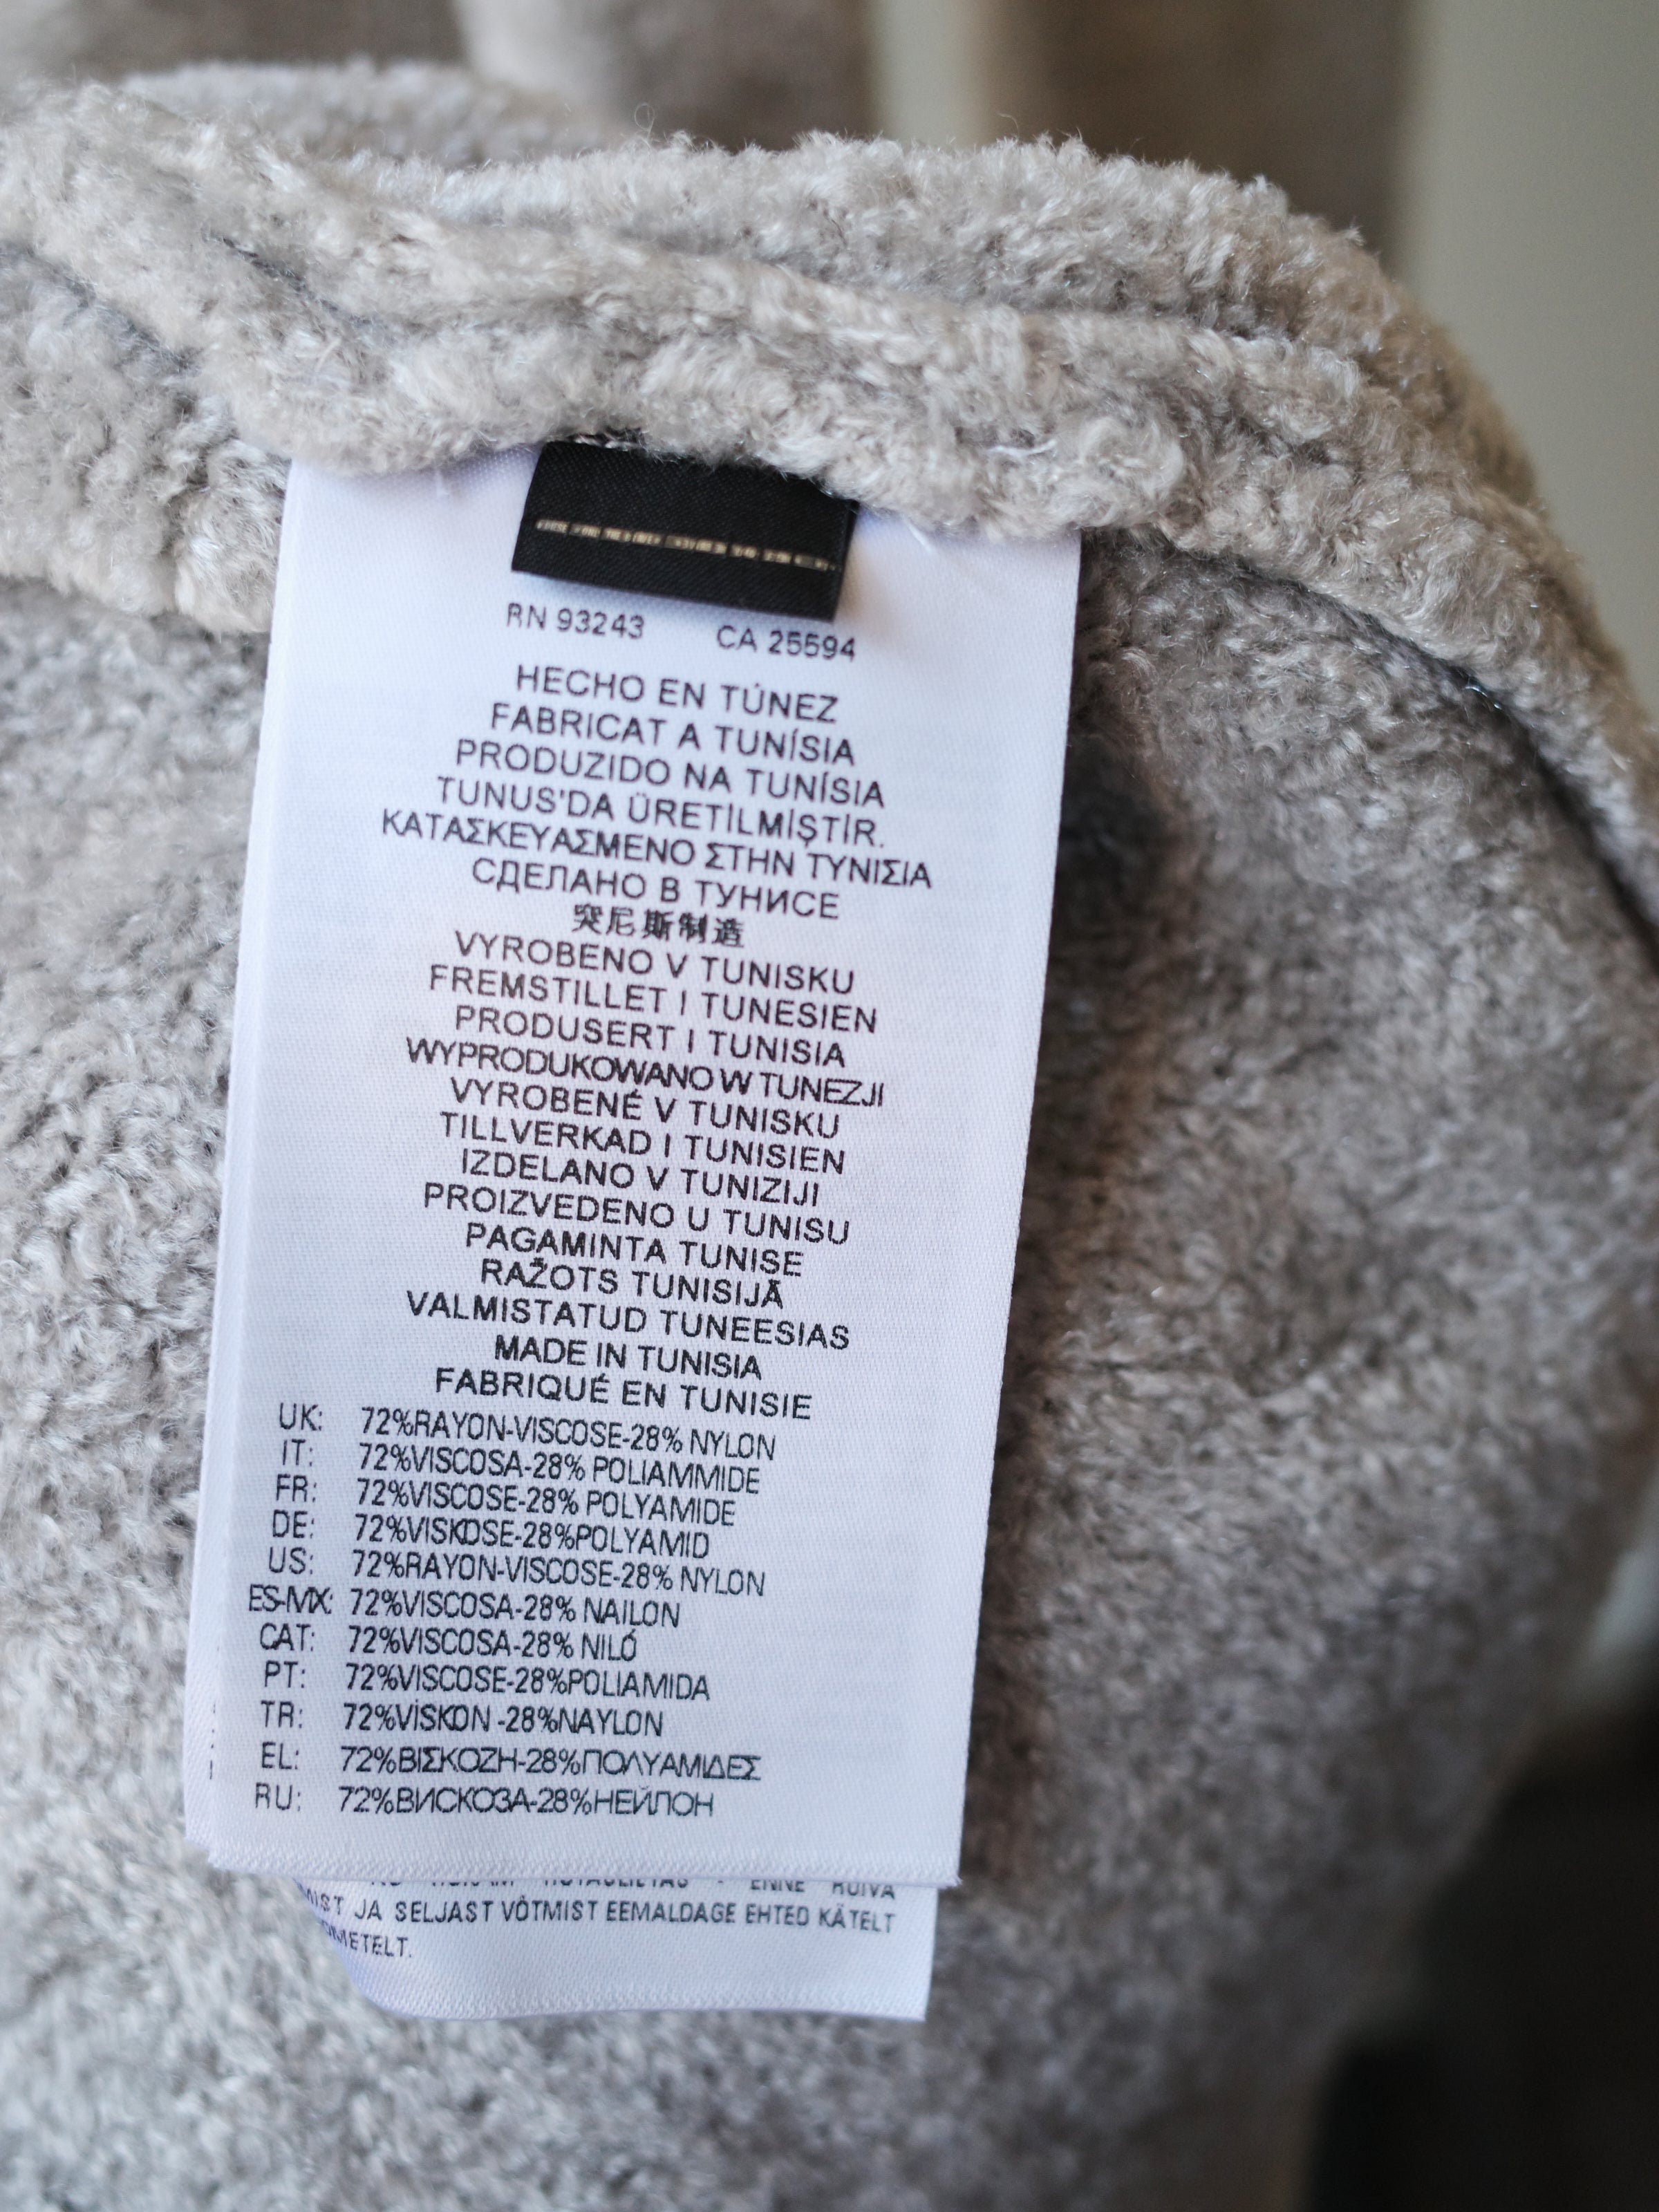 RN 93243 CA 25594
HECHO EN TÚNEZ
FABRICAT A TUNÍSIA
PRODUZIDO NA TUNÍSIA
TUNUS'DA ÜRETİLMİŞTİR.
ΚΑΤΑΣΚΕΥΑΣΜΕΝΟ ΣΤΗΝ ΤΥΝΙΣΙΑ
СДЕЛАНО В ТУНИСЕ
突尼斯制造
VYROBENO V TUNISKU
FREMSTILLET I TUNESIEN
PRODUSERT I TUNISIA
WYPRODUKOWANO W TUNEZJI
VYROBENÉ V TUNISKU
TILLVERKAD I TUNISIEN
IZDELANO V TUNIZIJI
PROIZVEDENO U TUNISU
PAGAMINTA TUNISE
RAŽOTS TUNISIJĀ
VALMISTATUD TUNEESIAS
MADE IN TUNISIA
FABRIQUÉ EN TUNISIE
UK: 72%RAYON-VISCOSE-28% NYLON
IT: 72%VISCOSA-28% POLIAMMIDE
FR: 72%VISCOSE-28% POLYAMIDE
DE: 72%VISKOSE-28%POLYAMID
US: 72%RAYON-VISCOSE-28% NYLON
ES-MX: 72%VISCOSA-28% NAILON
CAT: 72%VISCOSA-28% NILÓ
PT: 72%VISCOSE-28%POLIAMIDA
TR: 72%VİSKON -28%NAYLON
EL: 72%ΒΙΣΚΟΖΗ-28%ΠΟΛΥΑΜΙΔΕΣ
RU: 72%ВИСКОЗА-28%НЕЙЛОН
ENNE RÕIVA
JA SELJAST VÕTMIST EEMALDAGE EHTED KÄTELT